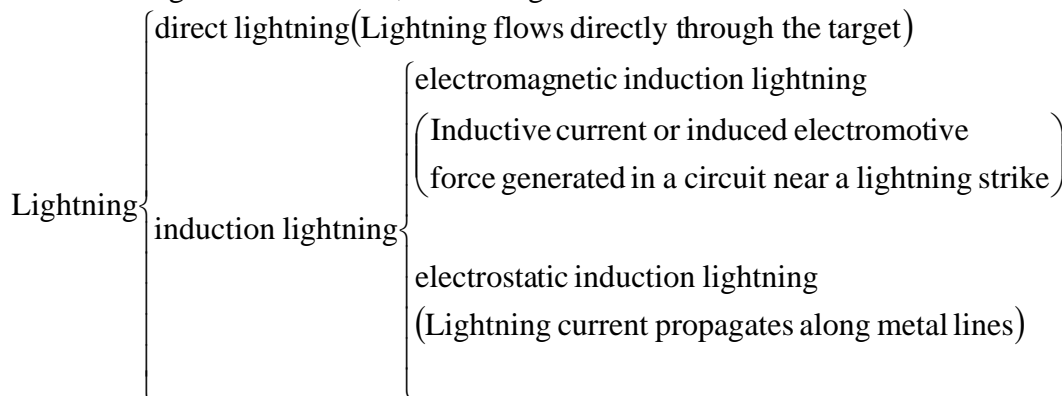 direct lightning(Lightning flows directly through the target)
electromagnetic induction lightning
(Inductive current or induced electromotive
force generated in a circuit near a lightning strike)
Lightning
induction lightning
electrostatic induction lightning
(Lightning current propagates along metal lines)